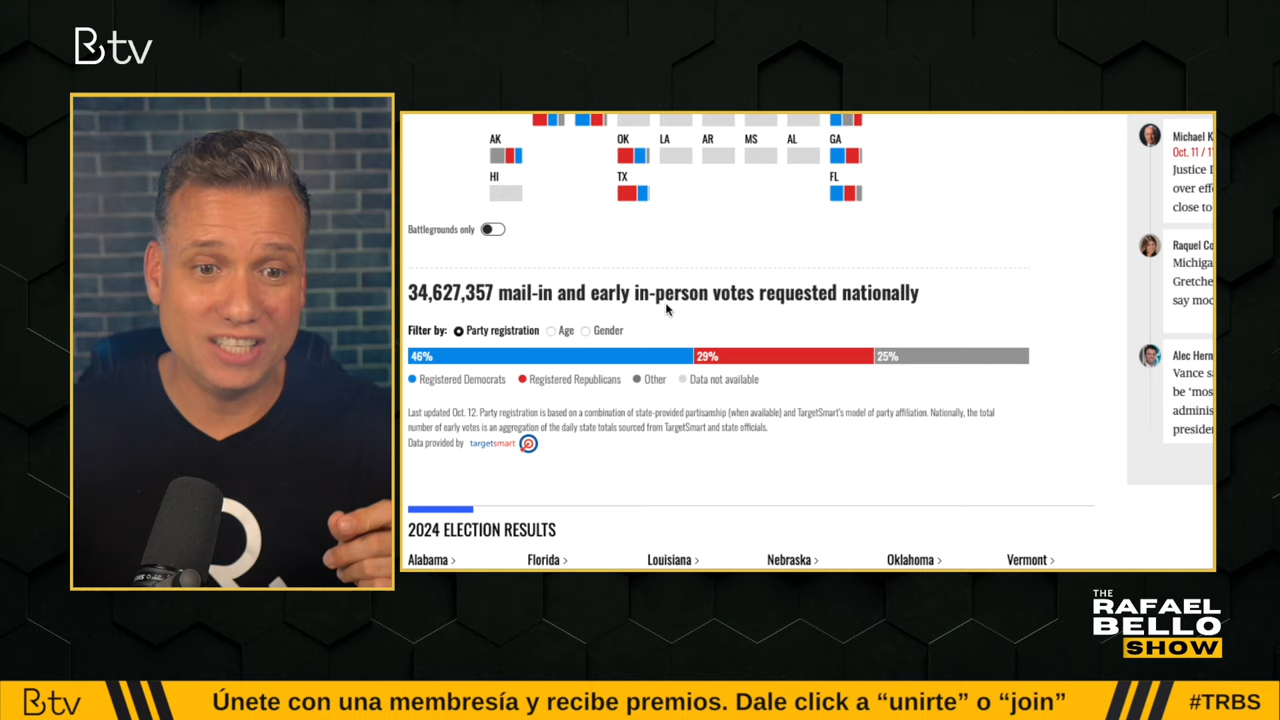 Btv
AK
OK
LA
AR
MS
AL
GA
HI
TX
FL
Battlegrounds only
34,627,357 mail-in and early in-person votes requested nationally
Filter by: Party registration Age Gender
46% 29% 25%
Registered Democrats Registered Republicans Other Data not available
Last updated Oct. 12. Party registration is based on a combination of state-provided partisanship (when available) and TargetSmart's model of party affiliation. Nationally, the total
number of early votes is an aggregation of the daily state totals sourced from TargetSmart and state officials.
Data provided by targetsmart
2024 ELECTION RESULTS
Alabama > Florida > Louisiana > Nebraska > Oklahoma > Vermont >
Michael K
Oct. 11 / 11
Justice
over eff
close to
Raquel Co
Michiga
Gretche
say moc
Alec Hern
Vance s
be 'mos
adminis
presiden
R
THE
RAFAEL
BELLO
SHOW
Btv Únete con una membresía y recibe premios. Dale click a “unirte” o “join” #TRBS